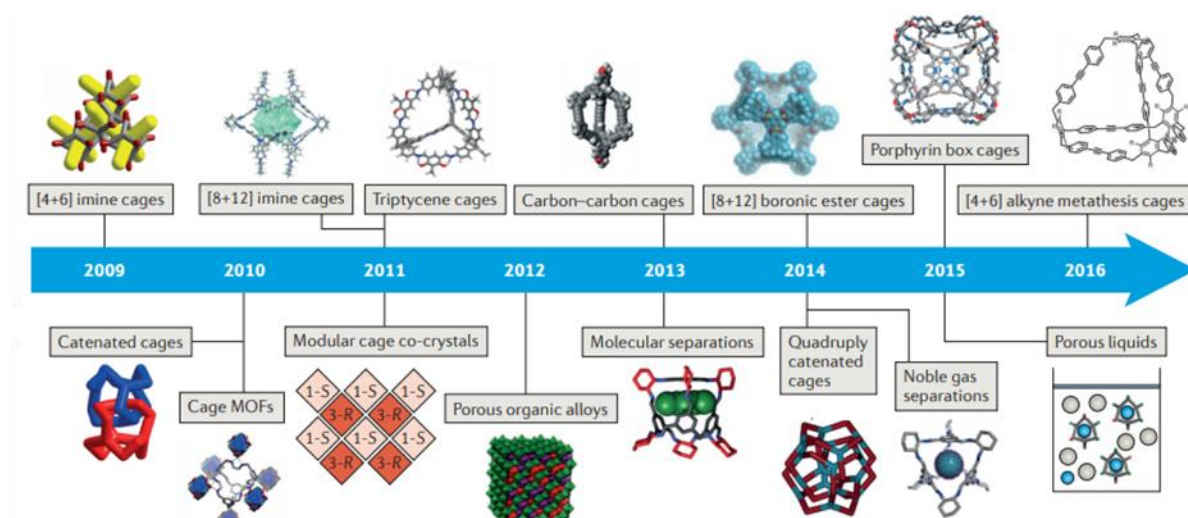 [4+6] imine cages
[8+12] imine cages
Triptycene cages
Carbon–carbon cages
[8+12] boronic ester cages
Porphyrin box cages
[4+6] alkyne metathesis cages
2009
2010
2011
2012
2013
2014
2015
2016
Catenated cages
Cage MOFs
Modular cage co-crystals
1-S 1-S 1-S
3-R 3-R
1-S 1-S 1-S
3-R 3-R
Porous organic alloys
Molecular separations
Quadruply
catenated
cages
Noble gas
separations
Porous liquids